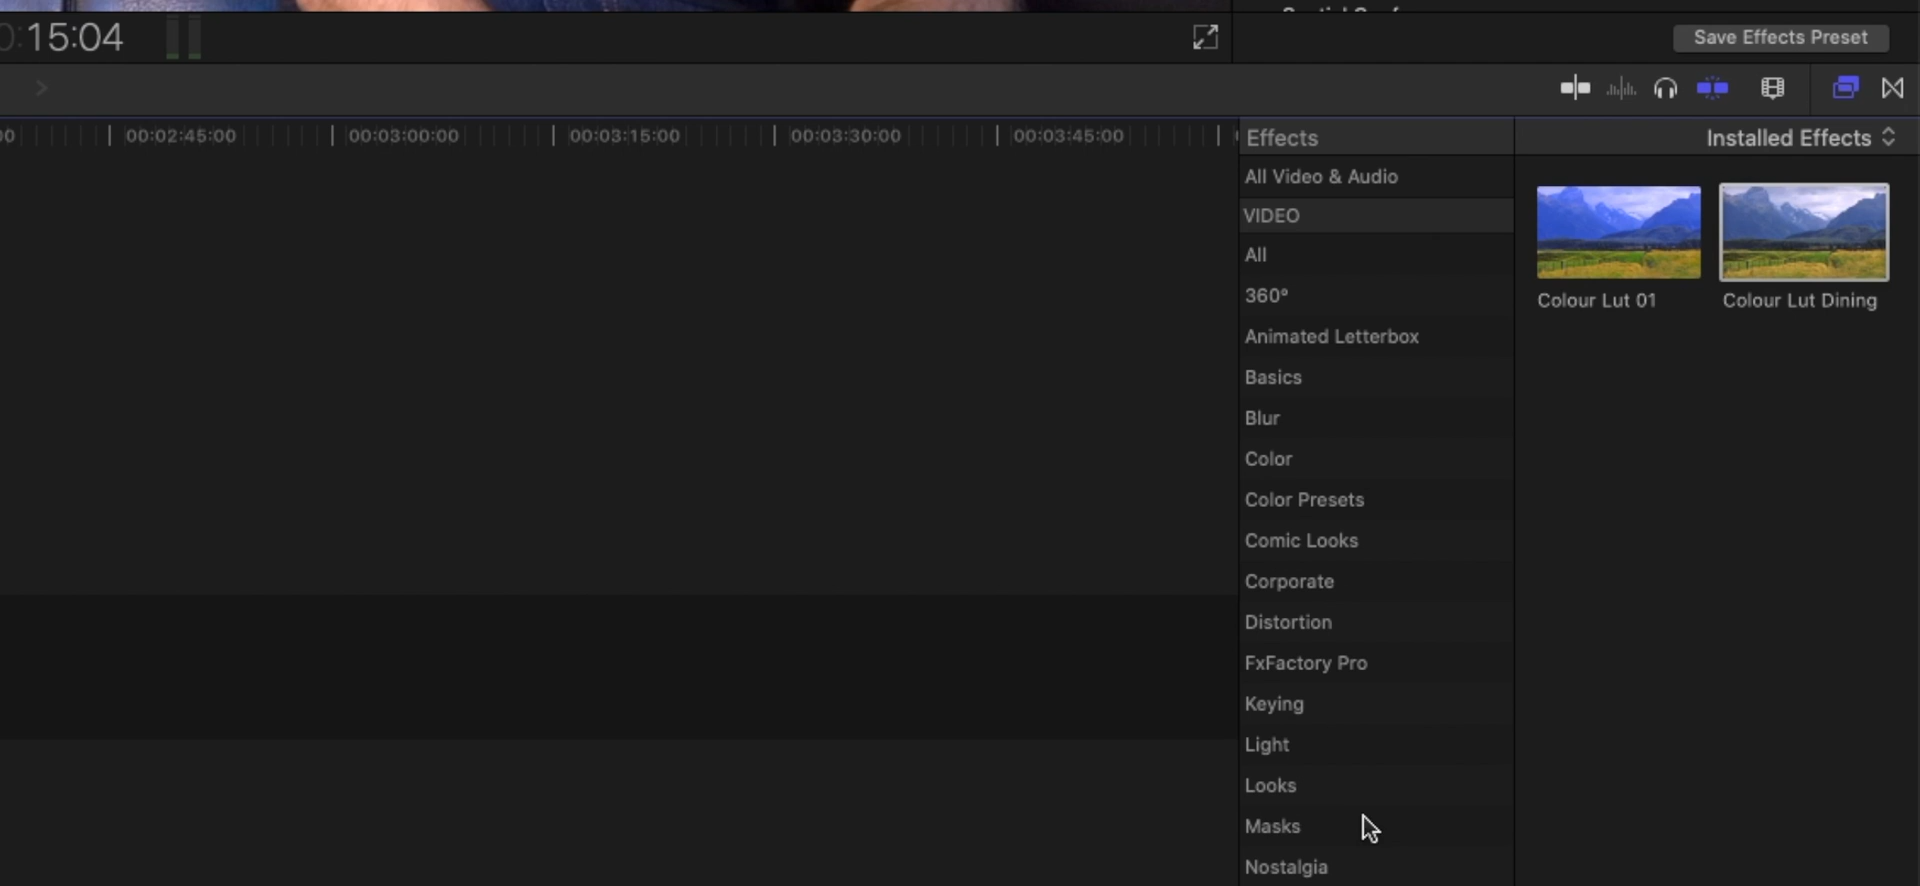 0:15:04
Save Effects Preset
00 00:02:45:00 00:03:00:00 00:03:15:00 00:03:30:00 00:03:45:00
Effects
Installed Effects
All Video & Audio
VIDEO
All
360°
Animated Letterbox
Basics
Blur
Color
Color Presets
Comic Looks
Corporate
Distortion
FxFactory Pro
Keying
Light
Looks
Masks
Nostalgia
Colour Lut 01
Colour Lut Dining